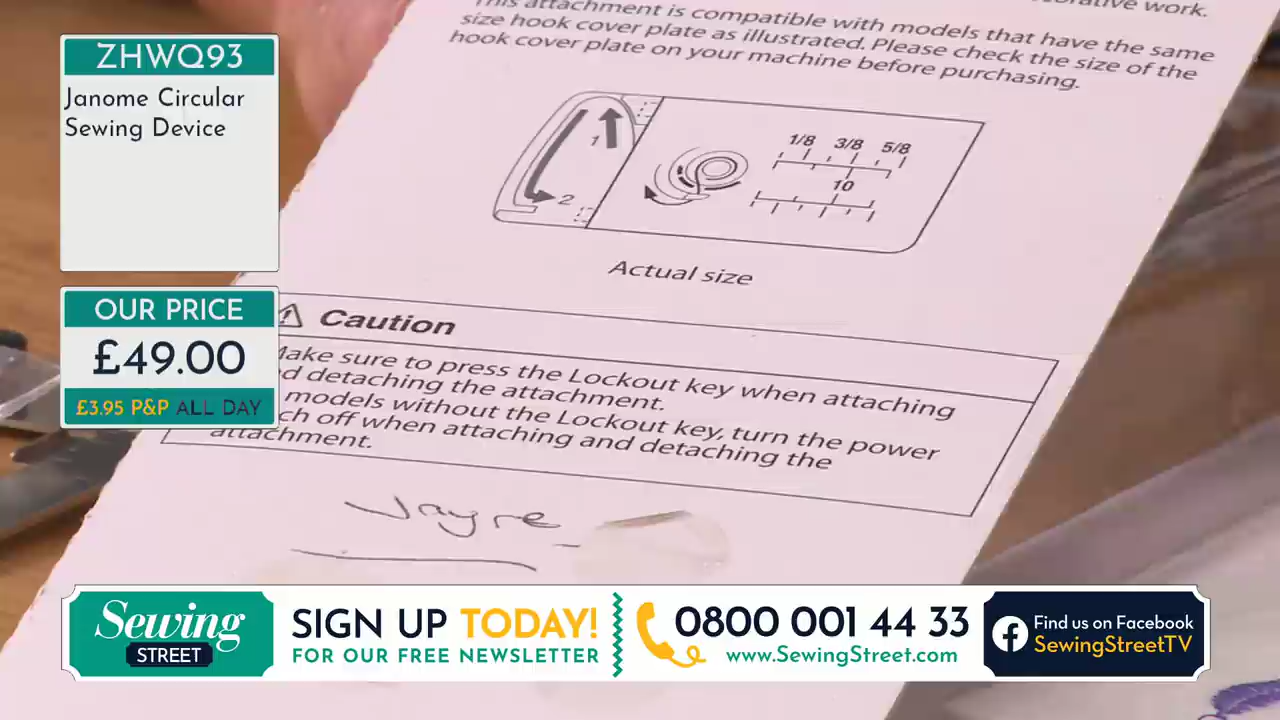 ZHWQ93
Janome Circular
Sewing Device
OUR PRICE
£49.00
£3.95 P&P ALL DAY
work.
This attachment is compatible with models that have the same
size hook cover plate as illustrated. Please check the size of the
hook cover plate on your machine before purchasing.
1
2
1/8 3/8 5/8
10
Actual size
Caution
Make sure to press the Lockout key when attaching
detaching the attachment.
models without the Lockout key, turn the power
off when attaching and detaching the
attachment.
Sewing
STREET
SIGN UP TODAY!
FOR OUR FREE NEWSLETTER
0800 001 44 33
www.SewingStreet.com
Find us on Facebook
SewingStreetTV